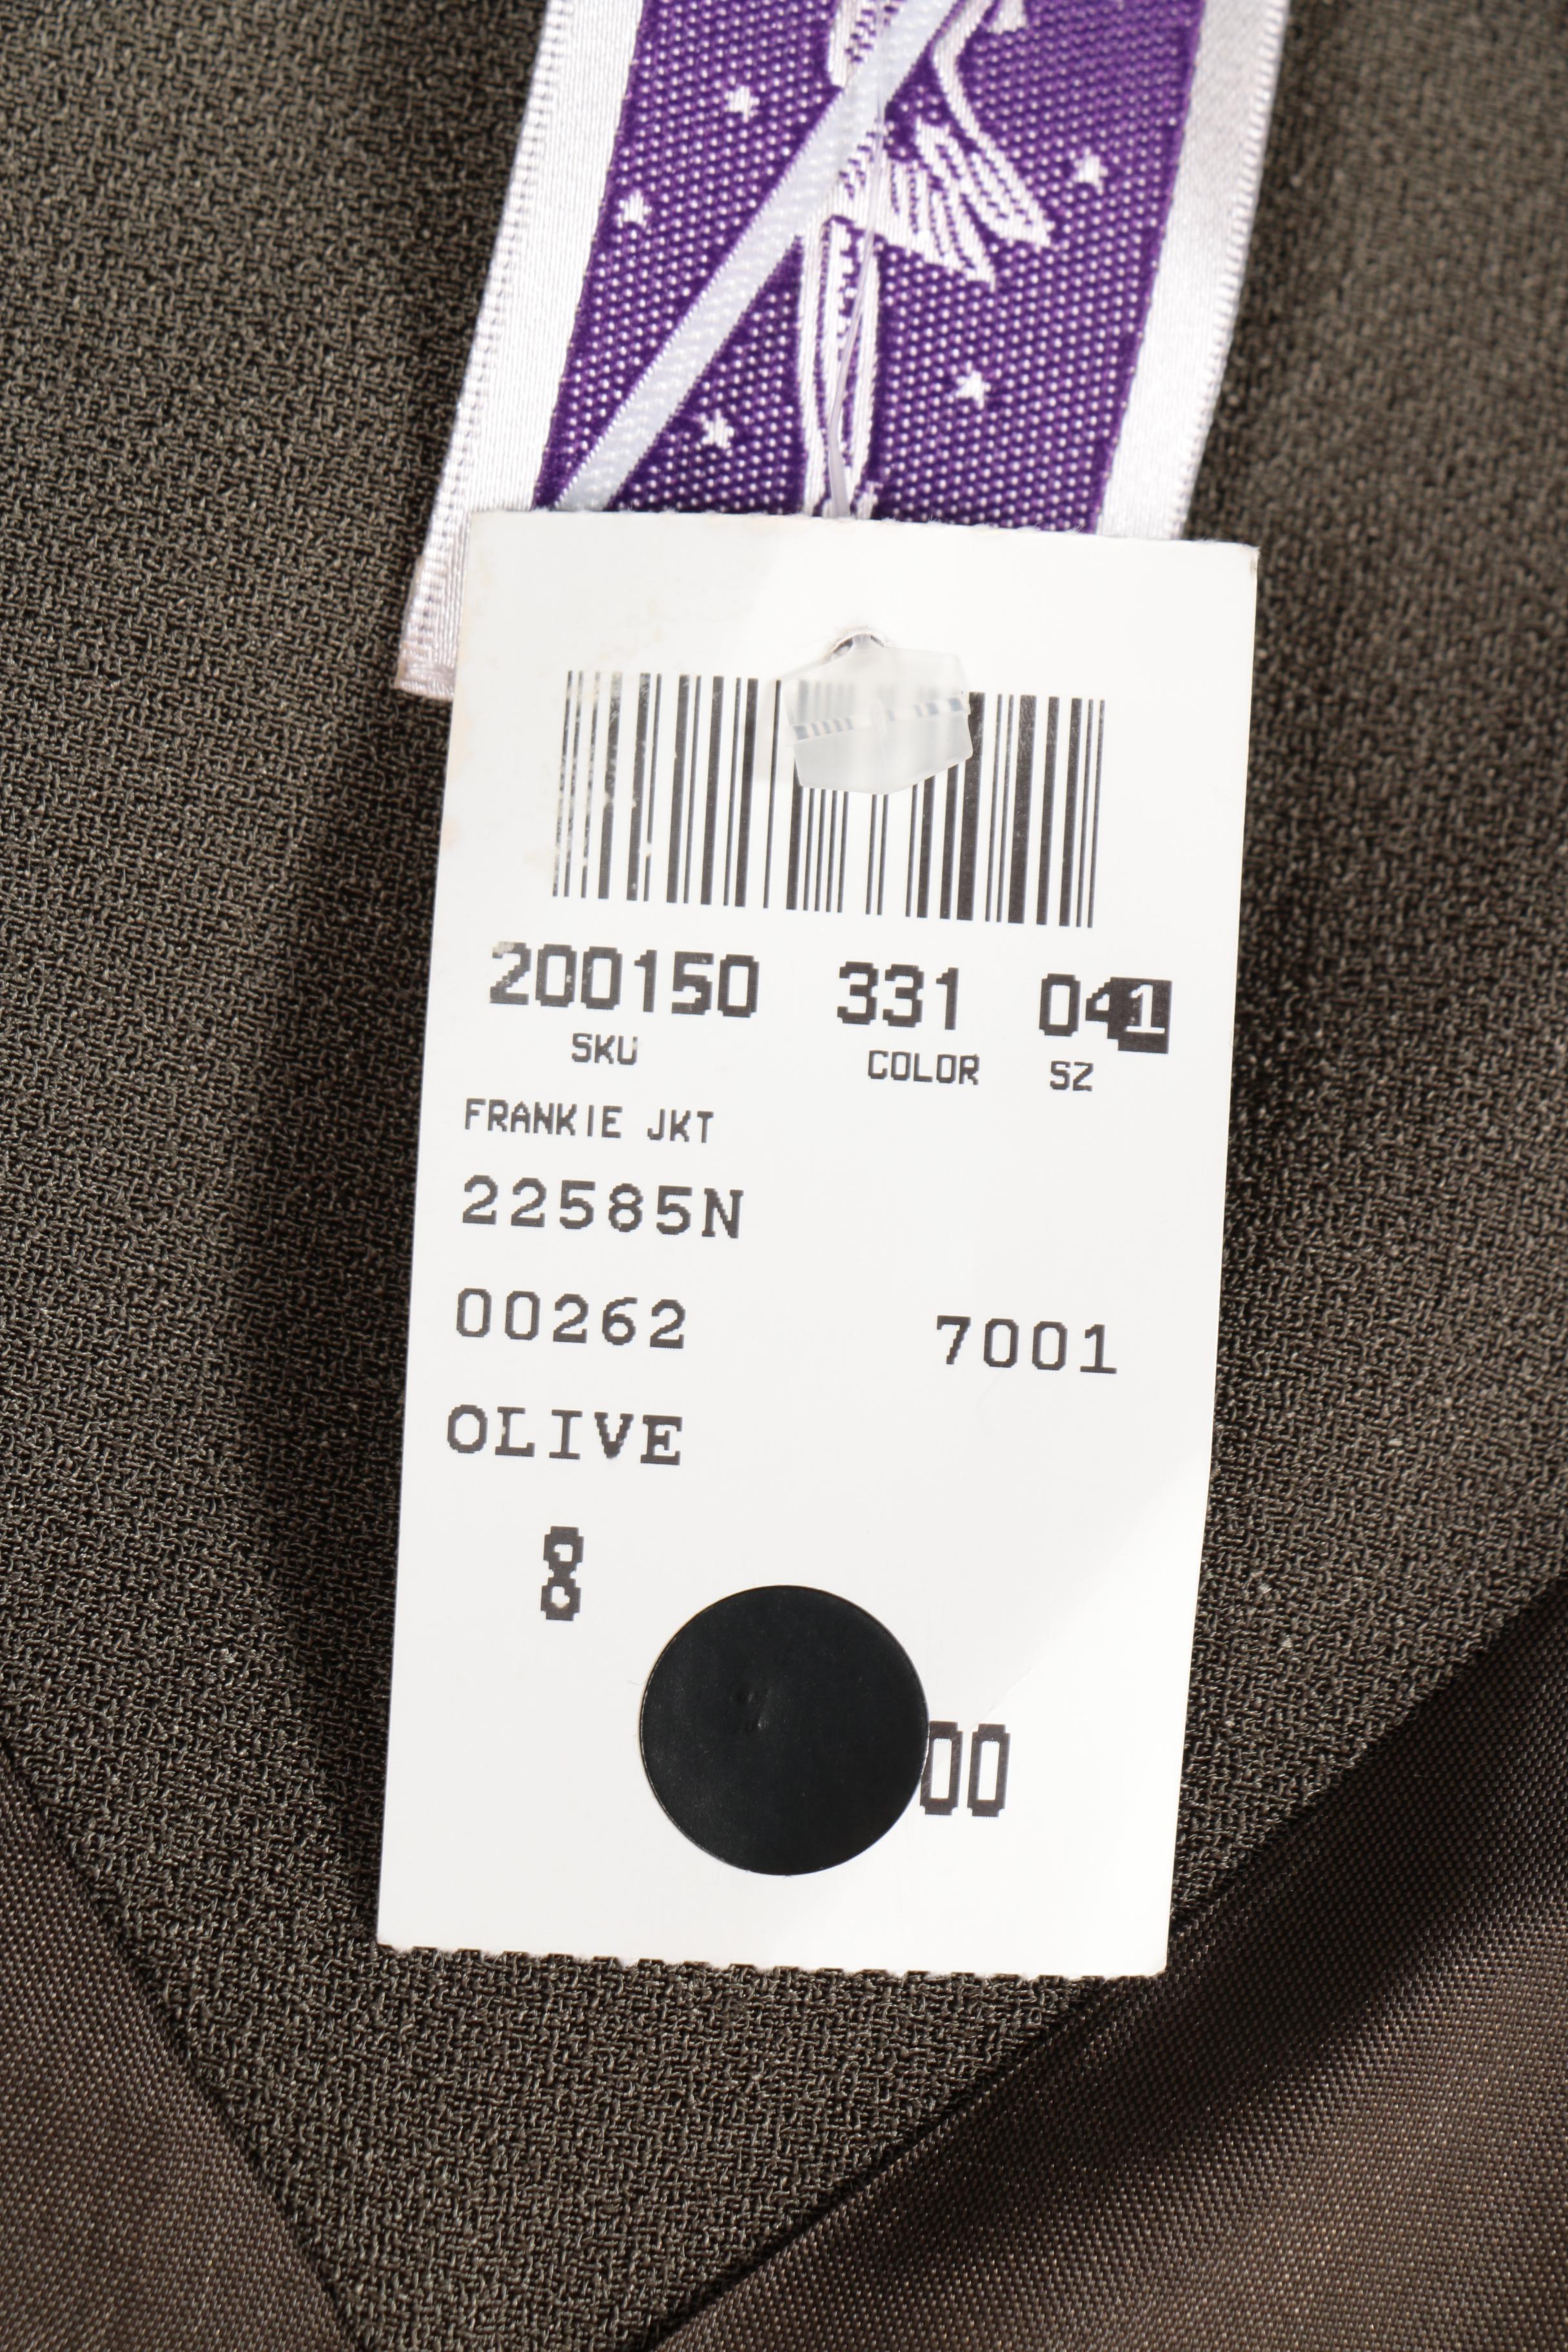 200150 331 041
SKU COLOR SZ
FRANKIE JKT
22585N
00262 7001
OLIVE
8
00